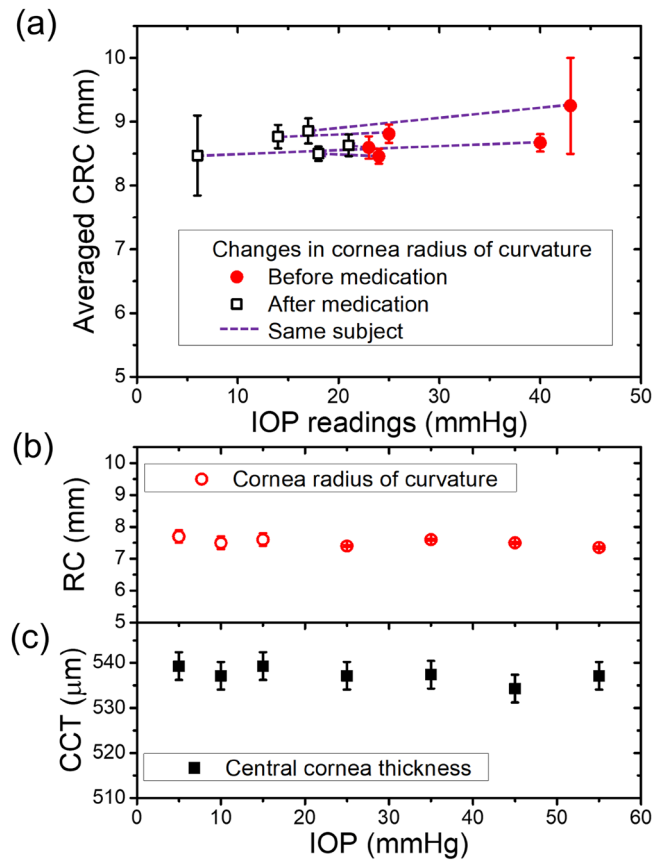 (a)
10
9
8
7
6
5
Averaged CRC (mm)
Changes in cornea radius of curvature
Before medication
After medication
Same subject
0 10 20 30 40 50
IOP readings (mmHg)
(b)
10
9
8
7
6
5
RC (mm)
Cornea radius of curvature
(c)
540
530
520
510
CCT (μm)
Central cornea thickness
0 10 20 30 40 50 60
IOP (mmHg)